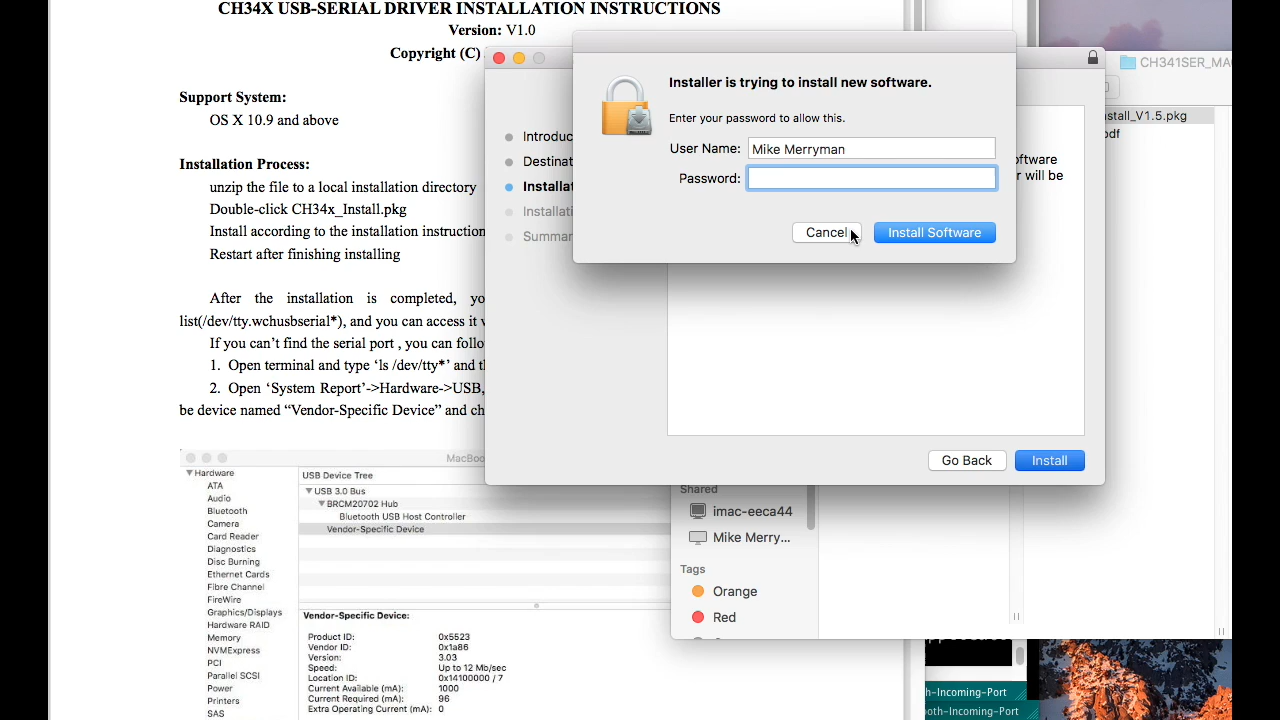 CH34X USB-SERIAL DRIVER INSTALLATION INSTRUCTIONS
Version: V1.0
Copyright (C)
Support System:
OS X 10.9 and above
Installation Process:
unzip the file to a local installation directory
Double-click CH34x_Install.pkg
Install according to the installation instruction
Restart after finishing installing
After the installation is completed, yo
list(/dev/tty.wchusbserial*), and you can access it
If you can't find the serial port , you can follo
1. Open terminal and type ‘ls /dev/tty*’ and t
2. Open ‘System Report’->Hardware->USB,
be device named “Vendor-Specific Device” and ch
MacBoo
Hardware
ATA
Audio
Bluetooth
Camera
Card Reader
Diagnostics
Disc Burning
Ethernet Cards
Fibre Channel
FireWire
Graphics/Displays
Hardware RAID
Memory
NVMExpress
PCI
Parallel SCSI
Power
Printers
SAS
USB Device Tree
USB 3.0 Bus
BRCM20702 Hub
Bluetooth USB Host Controller
Vendor-Specific Device
Vendor-Specific Device:
Product ID: 0x5523
Vendor ID: 0x1a86
Version: 3.03
Speed: Up to 12 Mb/sec
Location ID: 0x14100000 / 7
Current Available (mA): 1000
Current Required (mA): 96
Extra Operating Current (mA): 0
Installer is trying to install new software.
Enter your password to allow this.
User Name: Mike Merryman
Password:
Cancel
Install Software
Introduc
Destinat
Installat
Installati
Summar
ftware
r will be
Go Back
Install
CH341SER_MA
stall_V1.5.pkg
odf
Shared
imac-eeca44
Mike Merry...
Tags
Orange
Red
h-Incoming-Port
oth-Incoming-Port